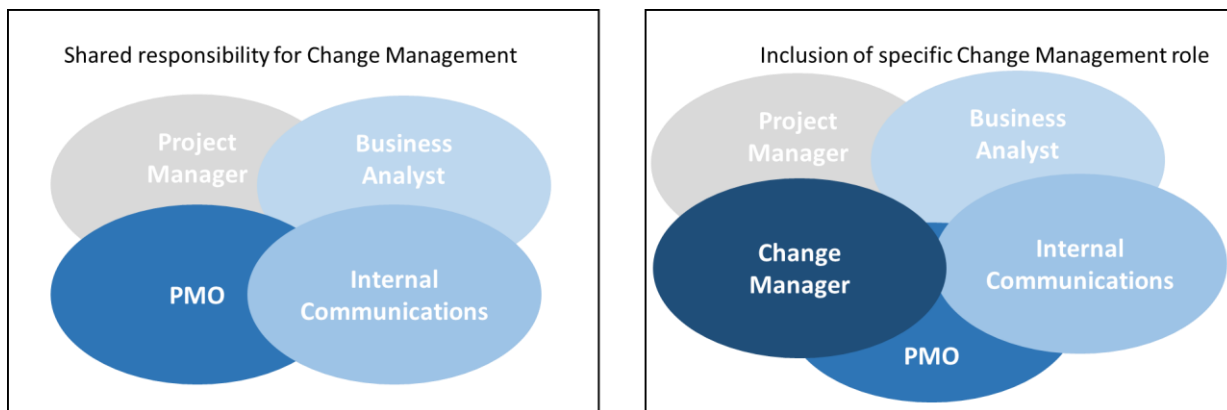 Shared responsibility for Change Management
Project
Manager
Business
Analyst
PMO
Internal
Communications
Inclusion of specific Change Management role
Project
Manager
Business
Analyst
Change
Manager
Internal
Communications
PMO